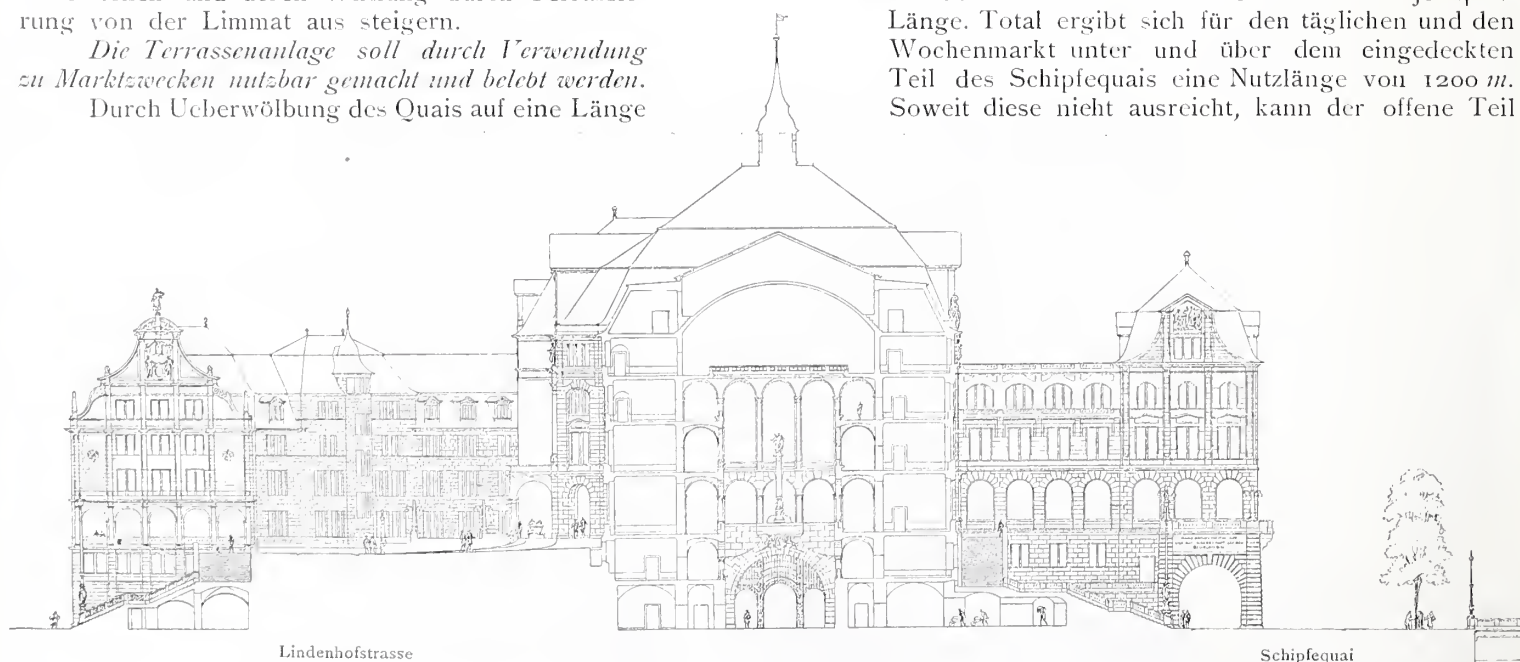 rung von der Limmat aus steigern.
Die Terrassenanlage soll durch Verwendung
zu Marktzwecken nutzbar gemacht und belebt werden.
Durch Ueberwölbung des Quais auf eine Länge
Länge. Total ergibt sich für den täglichen und den
Wochenmarkt unter und über dem eingedeckten
Teil des Schipfequais eine Nutzlänge von 1200 m.
Soweit diese nicht ausreicht, kann der offene Teil
Lindenhofstrasse
Schipfequai